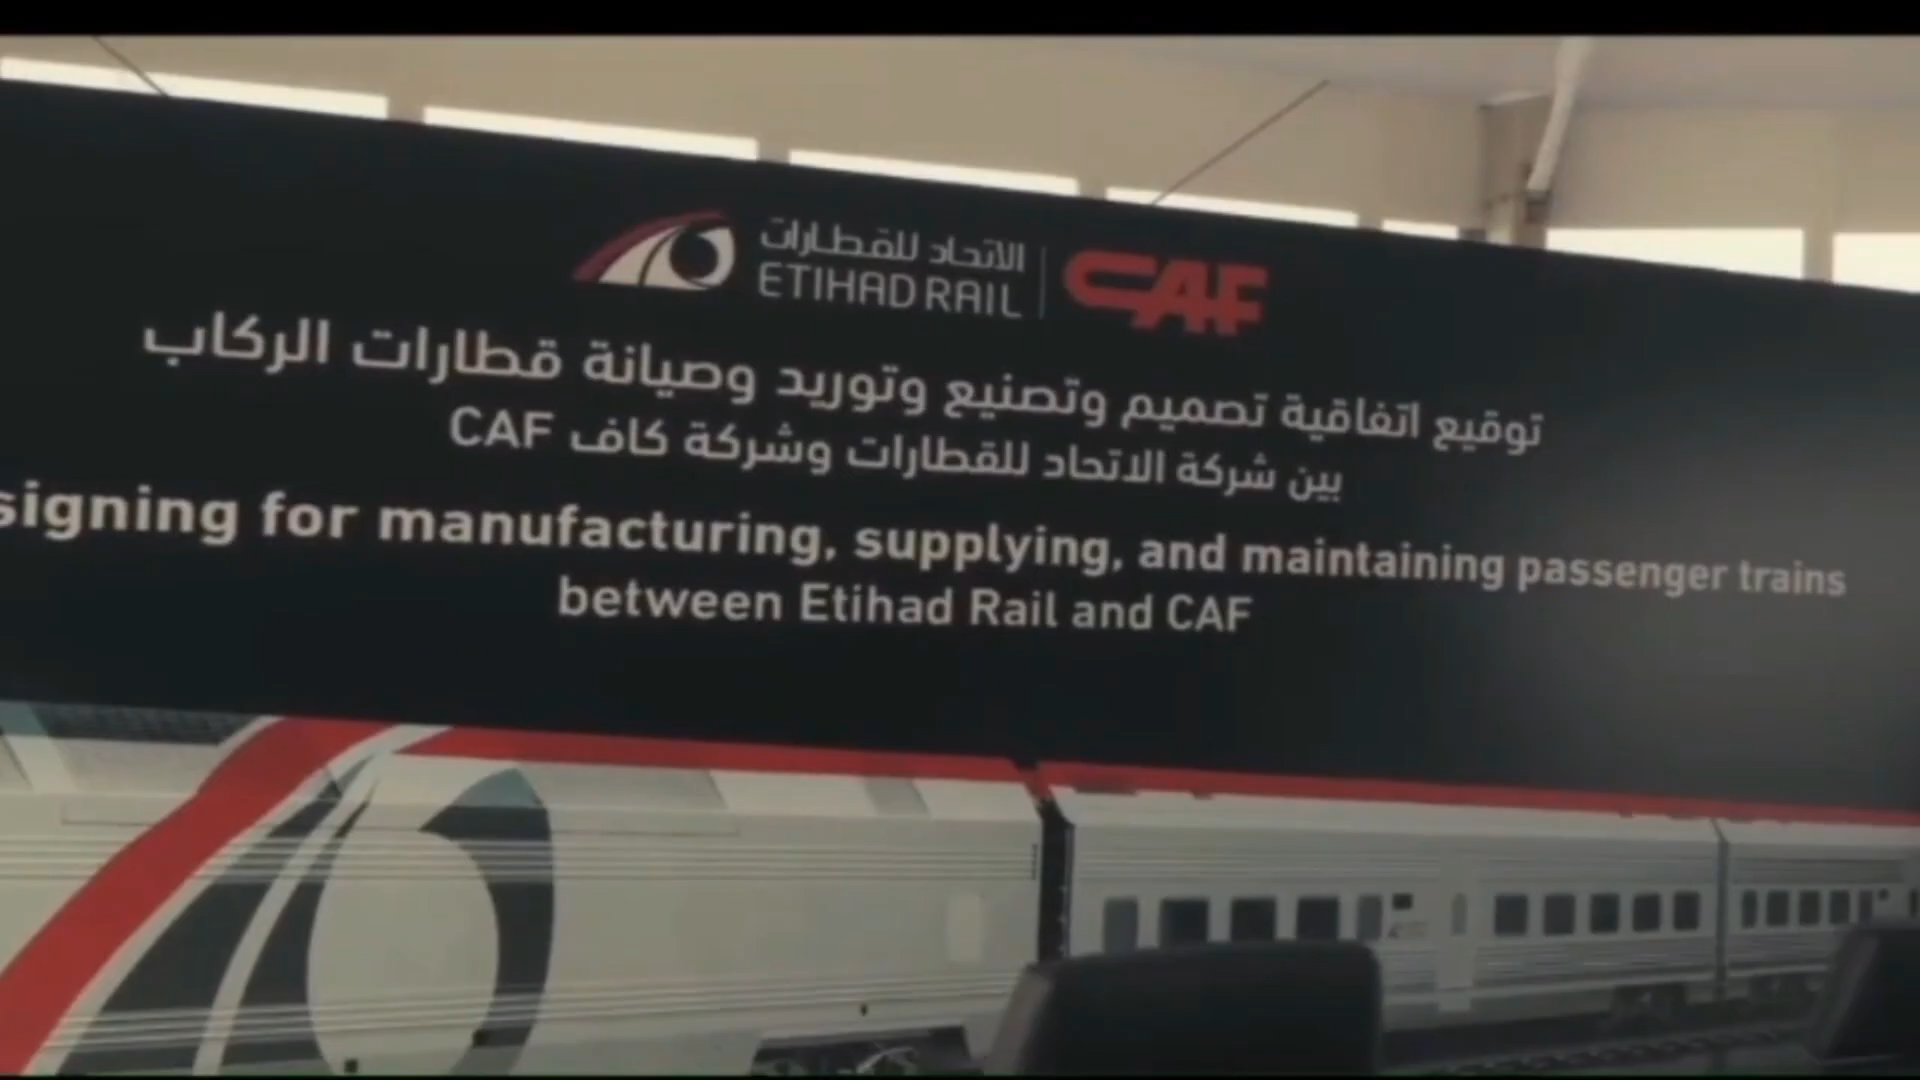 الاتحاد للقطارات
ETIHAD RAIL
CAF
توقيع اتفاقية تصميم وتصنيع وتوريد وصيانة قطارات الركاب
بين شركة الاتحاد للقطارات وشركة كاف CAF
signing for manufacturing, supplying, and maintaining passenger trains
between Etihad Rail and CAF